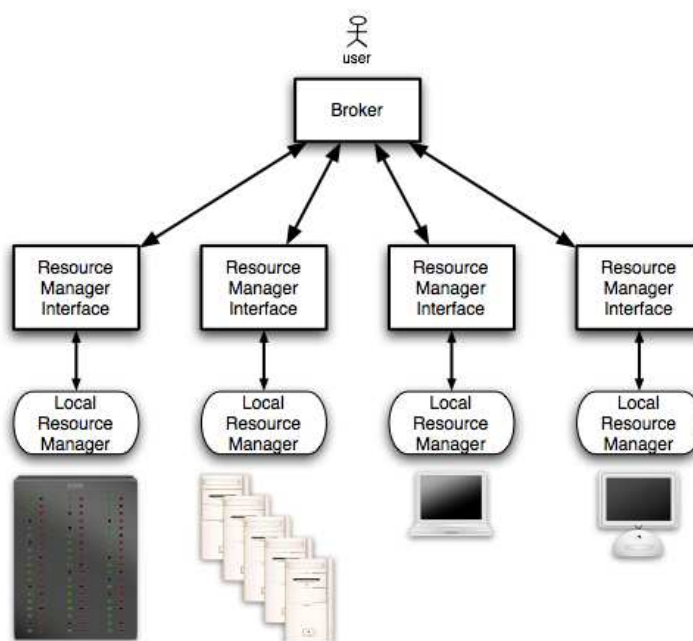 user
Broker
Resource
Manager
Interface
Resource
Manager
Interface
Resource
Manager
Interface
Resource
Manager
Interface
Local
Resource
Manager
Local
Resource
Manager
Local
Resource
Manager
Local
Resource
Manager